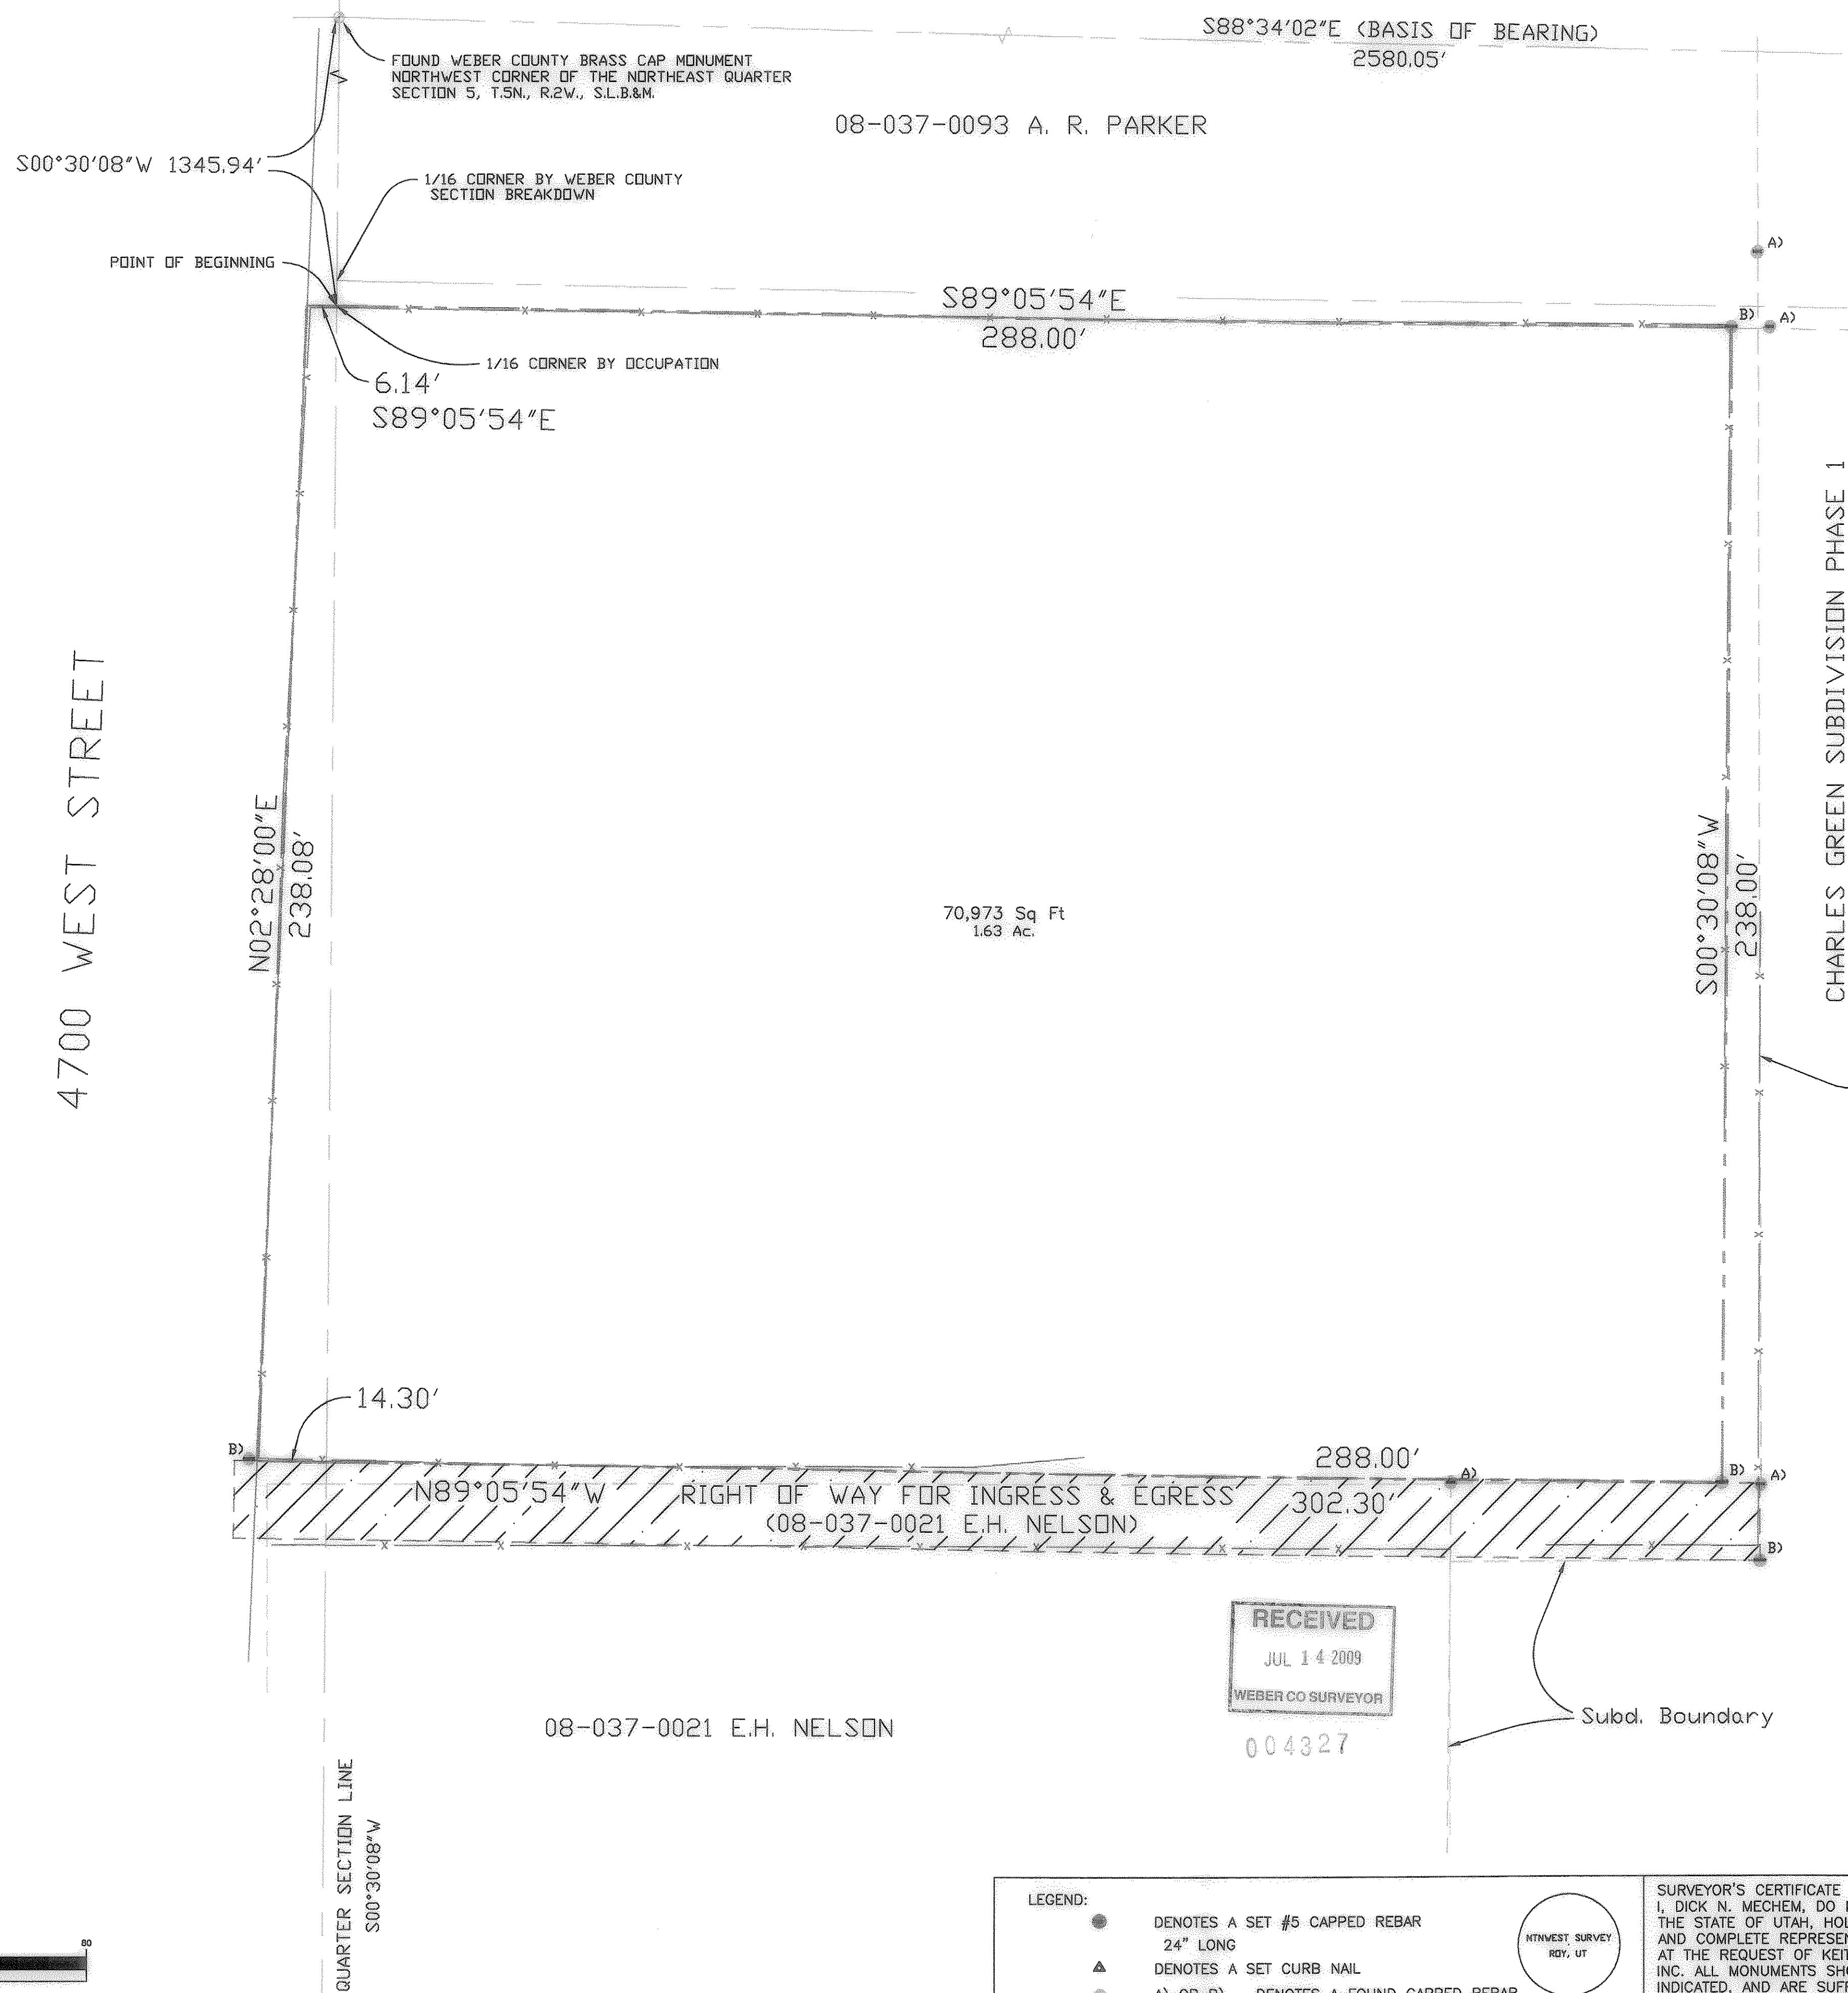 S88°34'02"E (BASIS OF BEARING)
2580.05'
FOUND WEBER COUNTY BRASS CAP MONUMENT
NORTHWEST CORNER OF THE NORTHEAST QUARTER
SECTION 5, T.5N., R.2W., S.L.B.&M.
08-037-0093 A. R. PARKER
S00°30'08"W 1345.94'
1/16 CORNER BY WEBER COUNTY
SECTION BREAKDOWN
A)
POINT OF BEGINNING
S89°05'54"E
288.00'
B)
A)
1/16 CORNER BY OCCUPATION
6.14'
S89°05'54"E
CHARLES GREEN SUBDIVISION PHASE 1
4700 WEST STREET
N02°28'00"E
238.08'
S00°30'08"W
238.00'
70,973 Sq Ft
1.63 Ac.
14.30'
B)
288.00'
A)
B)
A)
N89°05'54"W
RIGHT OF WAY FOR INGRESS & EGRESS
302.30'
(08-037-0021 E.H. NELSON)
B)
RECEIVED
JUL 14 2009
WEBER CO SURVEYOR
004327
Subd. Boundary
08-037-0021 E.H. NELSON
QUARTER SECTION LINE
S00°30'08"W
80
LEGEND:
DENOTES A SET #5 CAPPED REBAR
24" LONG
DENOTES A SET CURB NAIL
A) OR B) DENOTES A FOUND CAPPED REBAR
MTNWEST SURVEY
ROY, UT
SURVEYOR'S CERTIFICATE
I, DICK N. MECHEM, DO
THE STATE OF UTAH,
AND COMPLETE
AT THE REQUEST OF
INC. ALL MONUMENTS
INDICATED, AND ARE